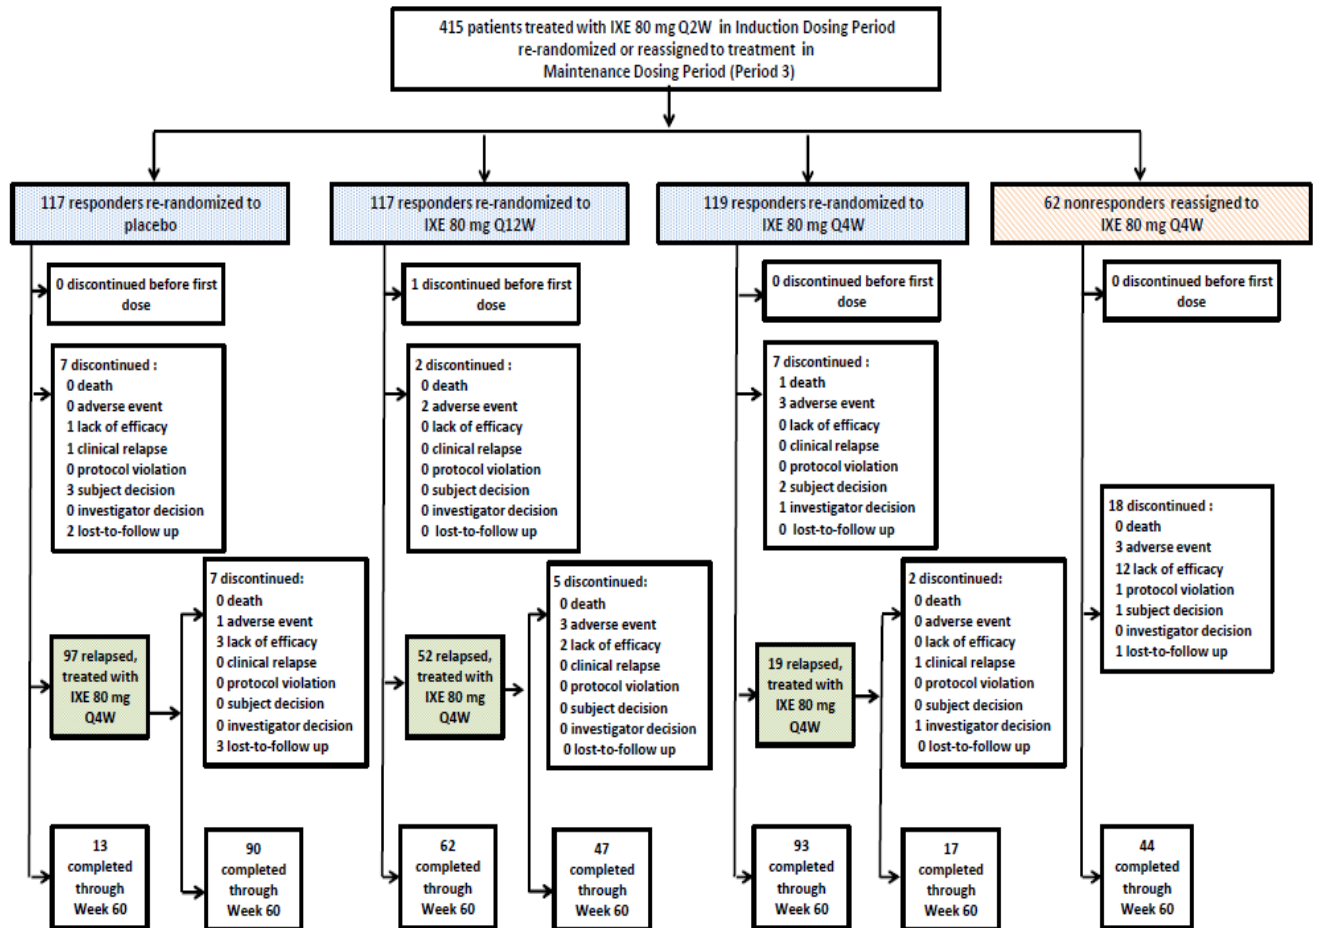 415 patients treated with IXE 80 mg Q2W in Induction Dosing Period
re-randomized or reassigned to treatment in
Maintenance Dosing Period (Period 3)
117 responders re-randomized to
placebo
117 responders re-randomized to
IXE 80 mg Q12W
119 responders re-randomized to
IXE 80 mg Q4W
62 nonresponders reassigned to
IXE 80 mg Q4W
0 discontinued before first
dose
1 discontinued before first
dose
0 discontinued before first
dose
0 discontinued before first
dose
7 discontinued :
0 death
0 adverse event
1 lack of efficacy
1 clinical relapse
0 protocol violation
3 subject decision
0 investigator decision
2 lost-to-follow up
2 discontinued :
0 death
2 adverse event
0 lack of efficacy
0 clinical relapse
0 protocol violation
0 subject decision
0 investigator decision
0 lost-to-follow up
7 discontinued :
1 death
3 adverse event
0 lack of efficacy
0 clinical relapse
0 protocol violation
2 subject decision
1 investigator decision
0 lost-to-follow up
18 discontinued :
0 death
3 adverse event
12 lack of efficacy
1 protocol violation
1 subject decision
0 investigator decision
1 lost-to-follow up
97 relapsed,
treated with
IXE 80 mg
Q4W
7 discontinued:
0 death
1 adverse event
3 lack of efficacy
0 clinical relapse
0 protocol violation
0 subject decision
0 investigator decision
3 lost-to-follow up
52 relapsed,
treated with
IXE 80 mg
Q4W
5 discontinued:
0 death
3 adverse event
2 lack of efficacy
0 clinical relapse
0 protocol violation
0 subject decision
0 investigator decision
0 lost-to-follow up
19 relapsed,
treated with
IXE 80 mg
Q4W
2 discontinued:
0 death
0 adverse event
0 lack of efficacy
1 clinical relapse
0 protocol violation
0 subject decision
1 investigator decision
0 lost-to-follow up
13
completed
through
Week 60
90
completed
through
Week 60
62
completed
through
Week 60
47
completed
through
Week 60
93
completed
through
Week 60
17
completed
through
Week 60
44
completed
through
Week 60